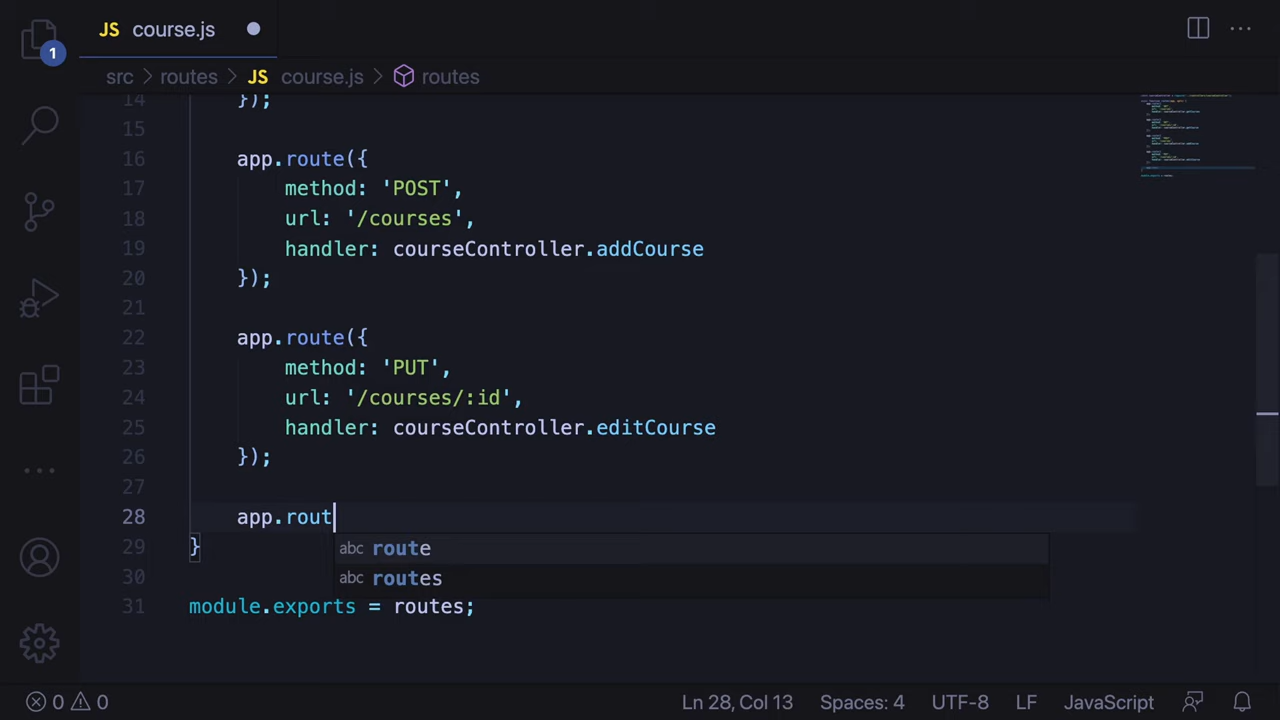 JS course.js
1
src > routes > JS course.js > routes
14 });
15
16 app.route({
17 method: 'POST',
18 url: '/courses',
19 handler: courseController.addCourse
20 });
21
22 app.route({
23 method: 'PUT',
24 url: '/courses/:id',
25 handler: courseController.editCourse
26 });
27
28 app.rout
29 }
abc route
30
abc routes
31 module.exports = routes;
0 0 Ln 28, Col 13 Spaces: 4 UTF-8 LF JavaScript